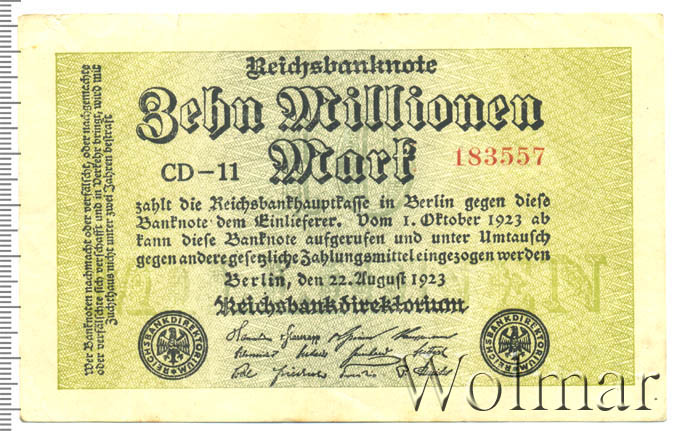 Reichsbanknote
Zehn Millionen
Mark
CD-11
183557
zahlt die Reichsbankhauptkasse in Berlin gegen diese
Banknote dem Einlieferer. Vom 1. Oktober 1923 ab
kann diese Banknote aufgerufen und unter Umtausch
gegen andere gesetzliche Zahlungsmittel eingezogen werden
Berlin, den 22. August 1923
Reichsbankdirektorium
REICHSBANKDIREKTORIUM
REICHSBANKDIREKTORIUM
Wer Banknoten nachmacht oder verfälscht, oder nachgemachte
oder verfälschte sich verschafft und in Verkehr bringt, wird mit
Zuchthaus nicht unter zwei Jahren bestraft
Wolmar